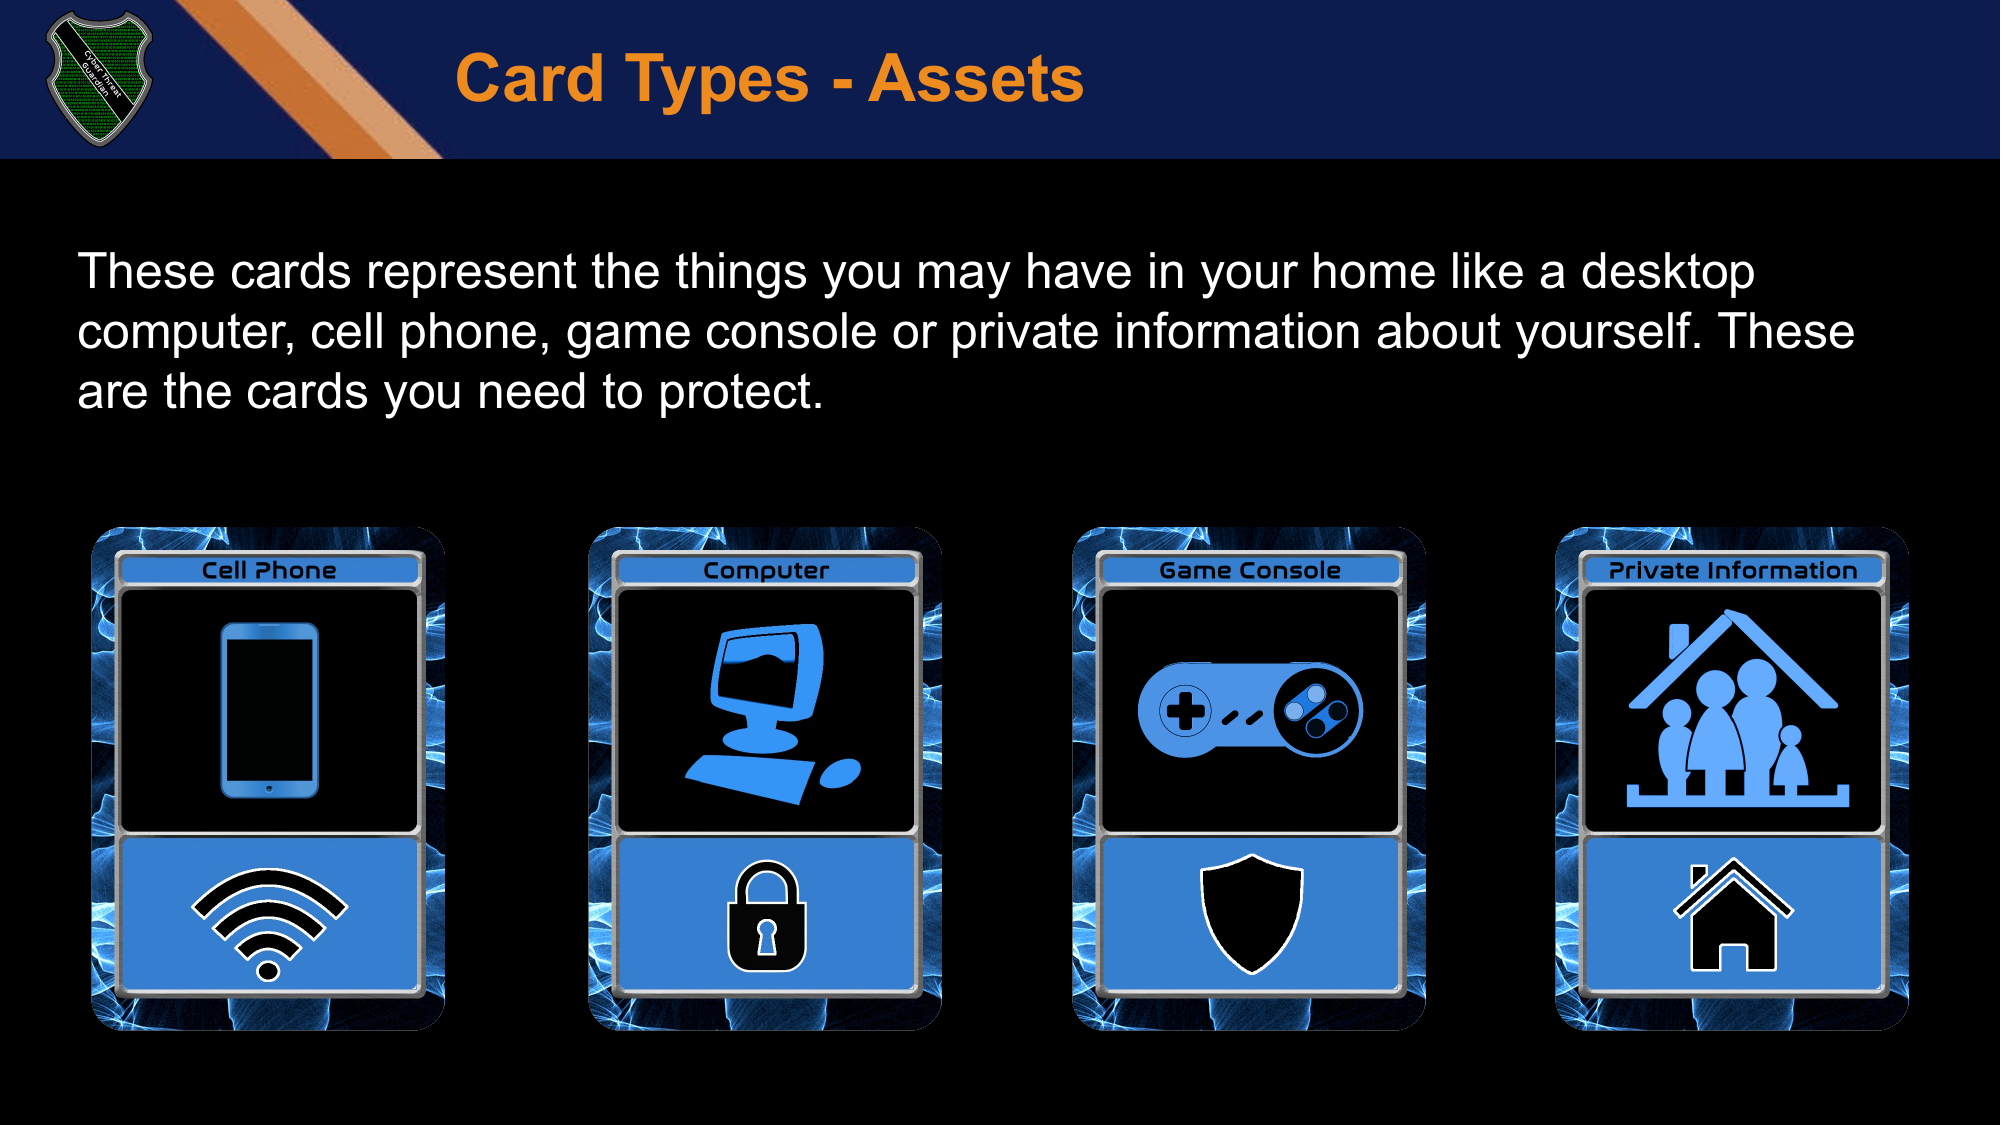 Cyber Threat
Guardian
Card Types - Assets
These cards represent the things you may have in your home like a desktop
computer, cell phone, game console or private information about yourself. These
are the cards you need to protect.
Cell Phone
Computer
Game Console
Private Information